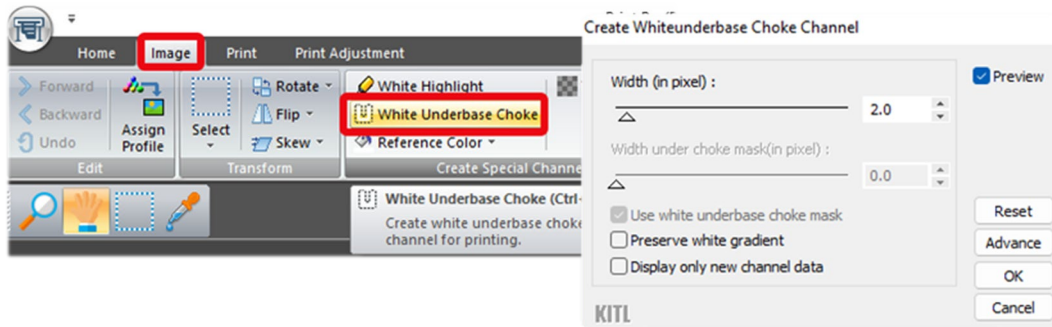 Create Whiteunderbase Choke Channel
Home Image Print Print Adjustment
Forward
Backward
Undo
Assign
Profile
Edit
Select
Rotate
Flip
Skew
Transform
White Highlight
White Underbase Choke
Reference Color
Create Special Channe
White Underbase Choke (Ctrl
Create white underbase choke
channel for printing.
Width (in pixel) :
2.0
Width under choke mask(in pixel) :
0.0
Use white underbase choke mask
Preserve white gradient
Display only new channel data
KITL
Preview
Reset
Advance
OK
Cancel